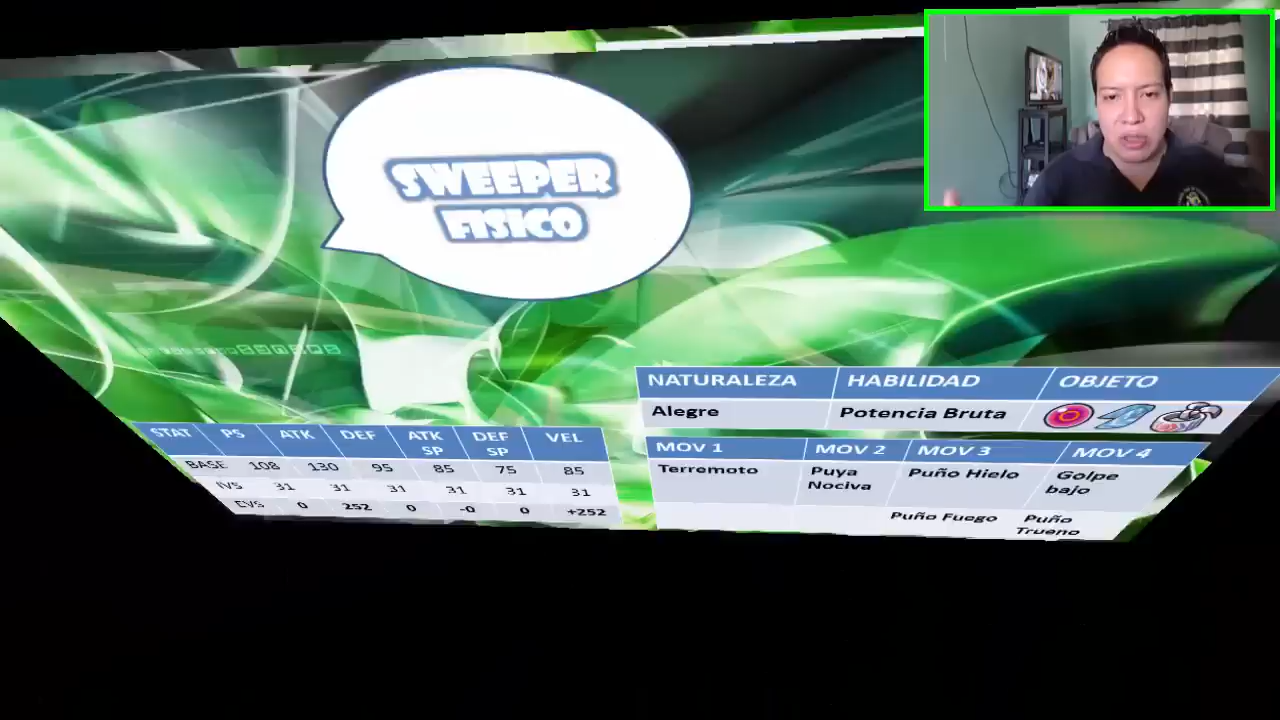 SWEEPER
FISICO
NATURALEZA HABILIDAD OBJETO
Alegre Potencia Bruta
STAT PS ATK DEF ATK SP DEF SP VEL
BASE 108 130 95 85 75 85
IVS 31 31 31 31 31 31
EVS 0 252 0 -0 0 +252
MOV 1 MOV 2 MOV 3 MOV 4
Terremoto Puya Nociva Puño Hielo Golpe bajo
Puño Fuego Puño Trueno